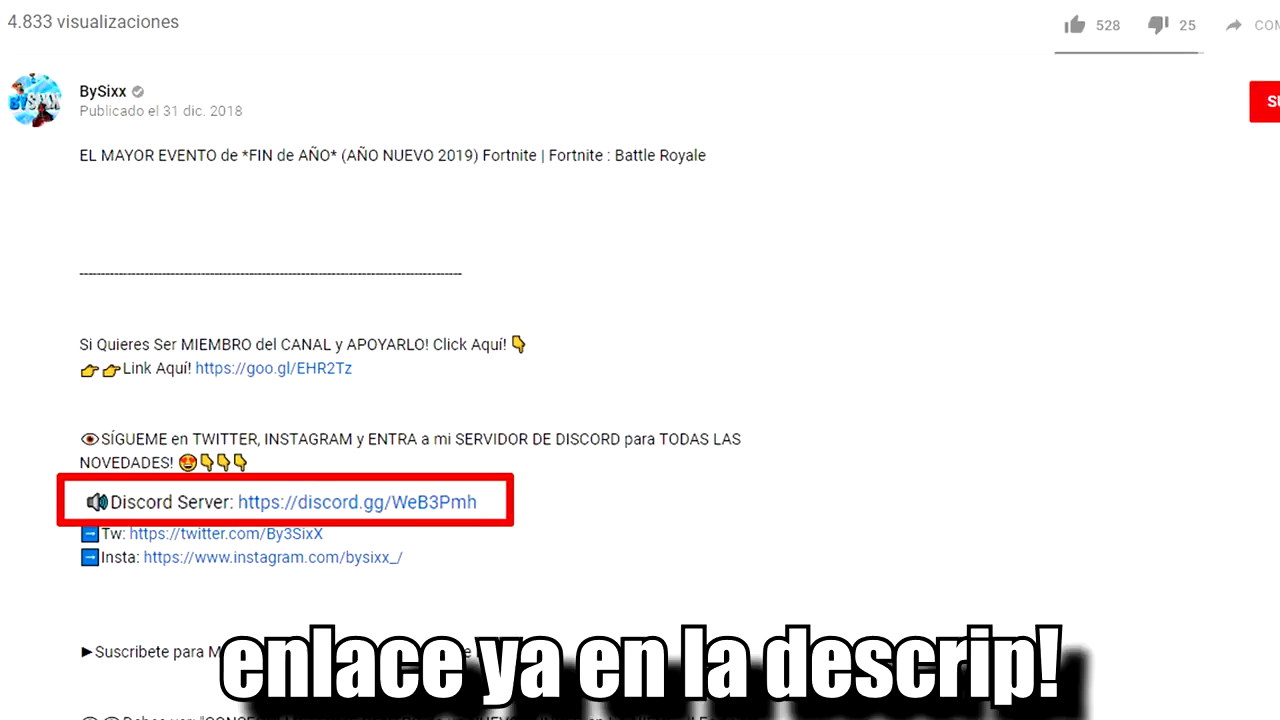 4.833 visualizaciones
528
25
COM
BySixx
Publicado el 31 dic. 2018
EL MAYOR EVENTO de *FIN de AÑO* (AÑO NUEVO 2019) Fortnite | Fortnite : Battle Royale
--------------------------------------------------------------------------------------
Si Quieres Ser MIEMBRO del CANAL y APOYARLO! Click Aquí! 👇
👉👉Link Aquí! https://goo.gl/EHR2Tz
👁SÍGUEME en TWITTER, INSTAGRAM y ENTRA a mi SERVIDOR DE DISCORD para TODAS LAS
NOVEDADES! 😍👇👇👇
🔊Discord Server: https://discord.gg/WeB3Pmh
➡Tw: https://twitter.com/By3SixX
➡Insta: https://www.instagram.com/bysixx_/
►Suscribete para M
enlace ya en la descrip!